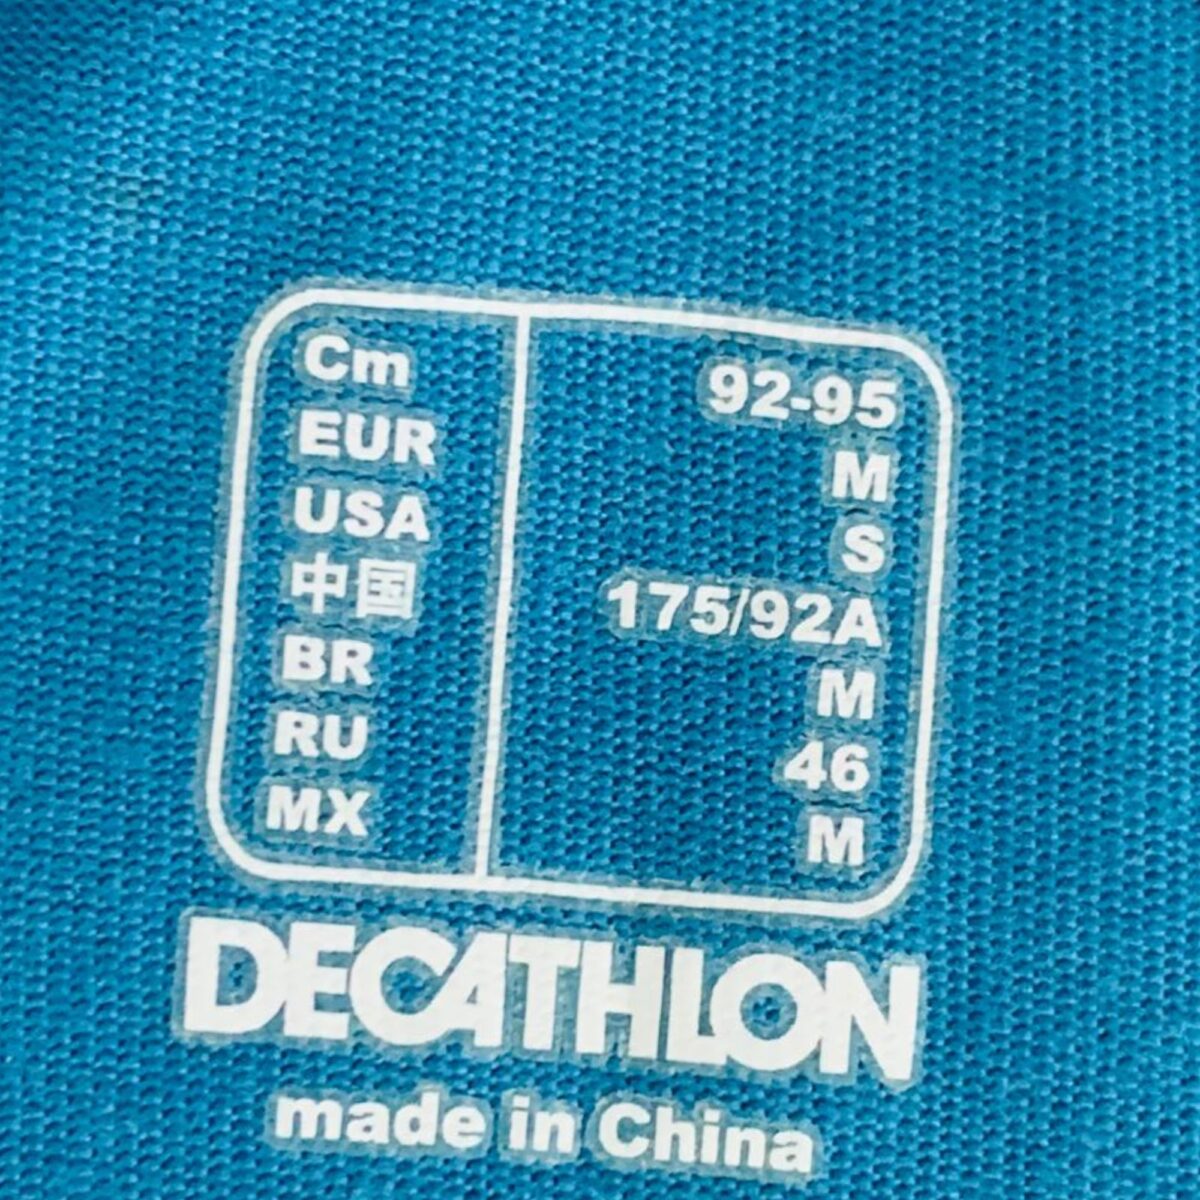 Cm 92-95
EUR M
USA S
中国 175/92A
BR M
RU 46
MX M
DECATHLON
made in China